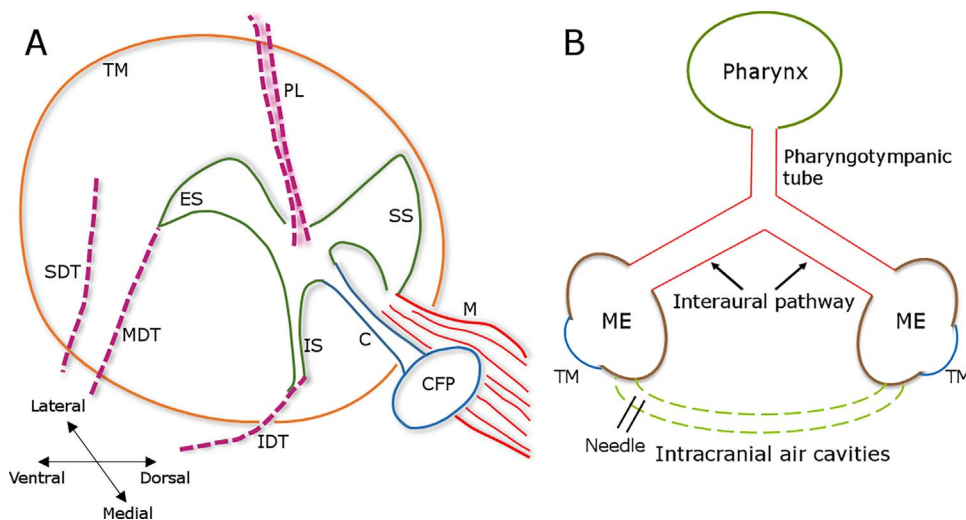 A
TM
PL
ES
SS
SDT
MDT
M
IS
C
CFP
IDT
Lateral
Ventral
Dorsal
Medial
B
Pharynx
Pharyngotympanic
tube
Interaural pathway
ME
ME
TM
TM
Needle
Intracranial air cavities